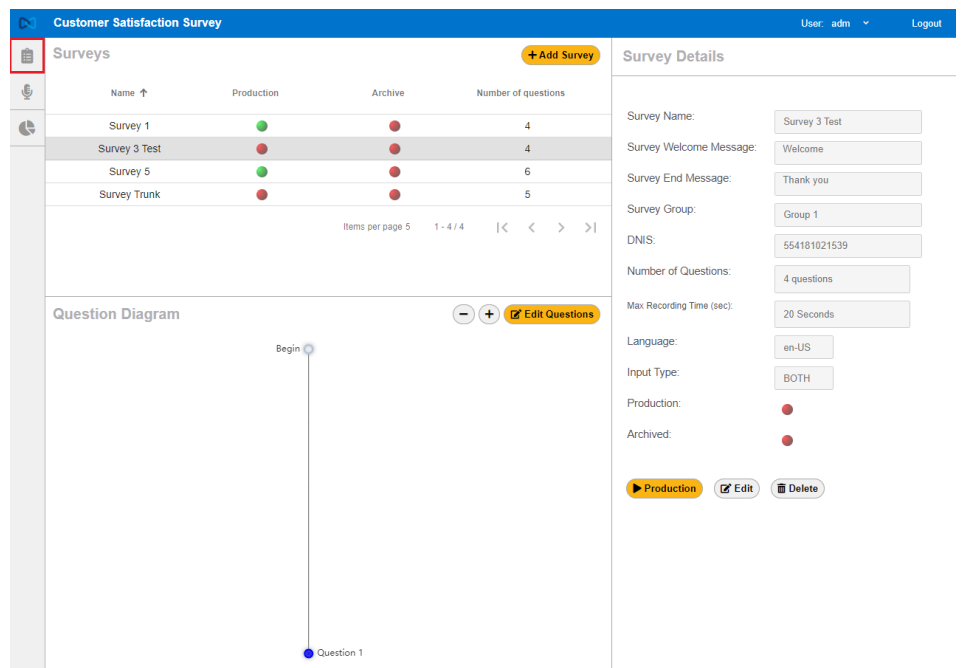 Customer Satisfaction Survey
User: adm
Logout
Surveys
+ Add Survey
Name ↑ Production Archive Number of questions
Survey 1 4
Survey 3 Test 4
Survey 5 6
Survey Trunk 5
Items per page 5 1 - 4 / 4
Question Diagram
− + Edit Questions
Begin
Question 1
Survey Details
Survey Name: Survey 3 Test
Survey Welcome Message: Welcome
Survey End Message: Thank you
Survey Group: Group 1
DNIS: 554181021539
Number of Questions: 4 questions
Max Recording Time (sec): 20 Seconds
Language: en-US
Input Type: BOTH
Production:
Archived:
Production Edit Delete